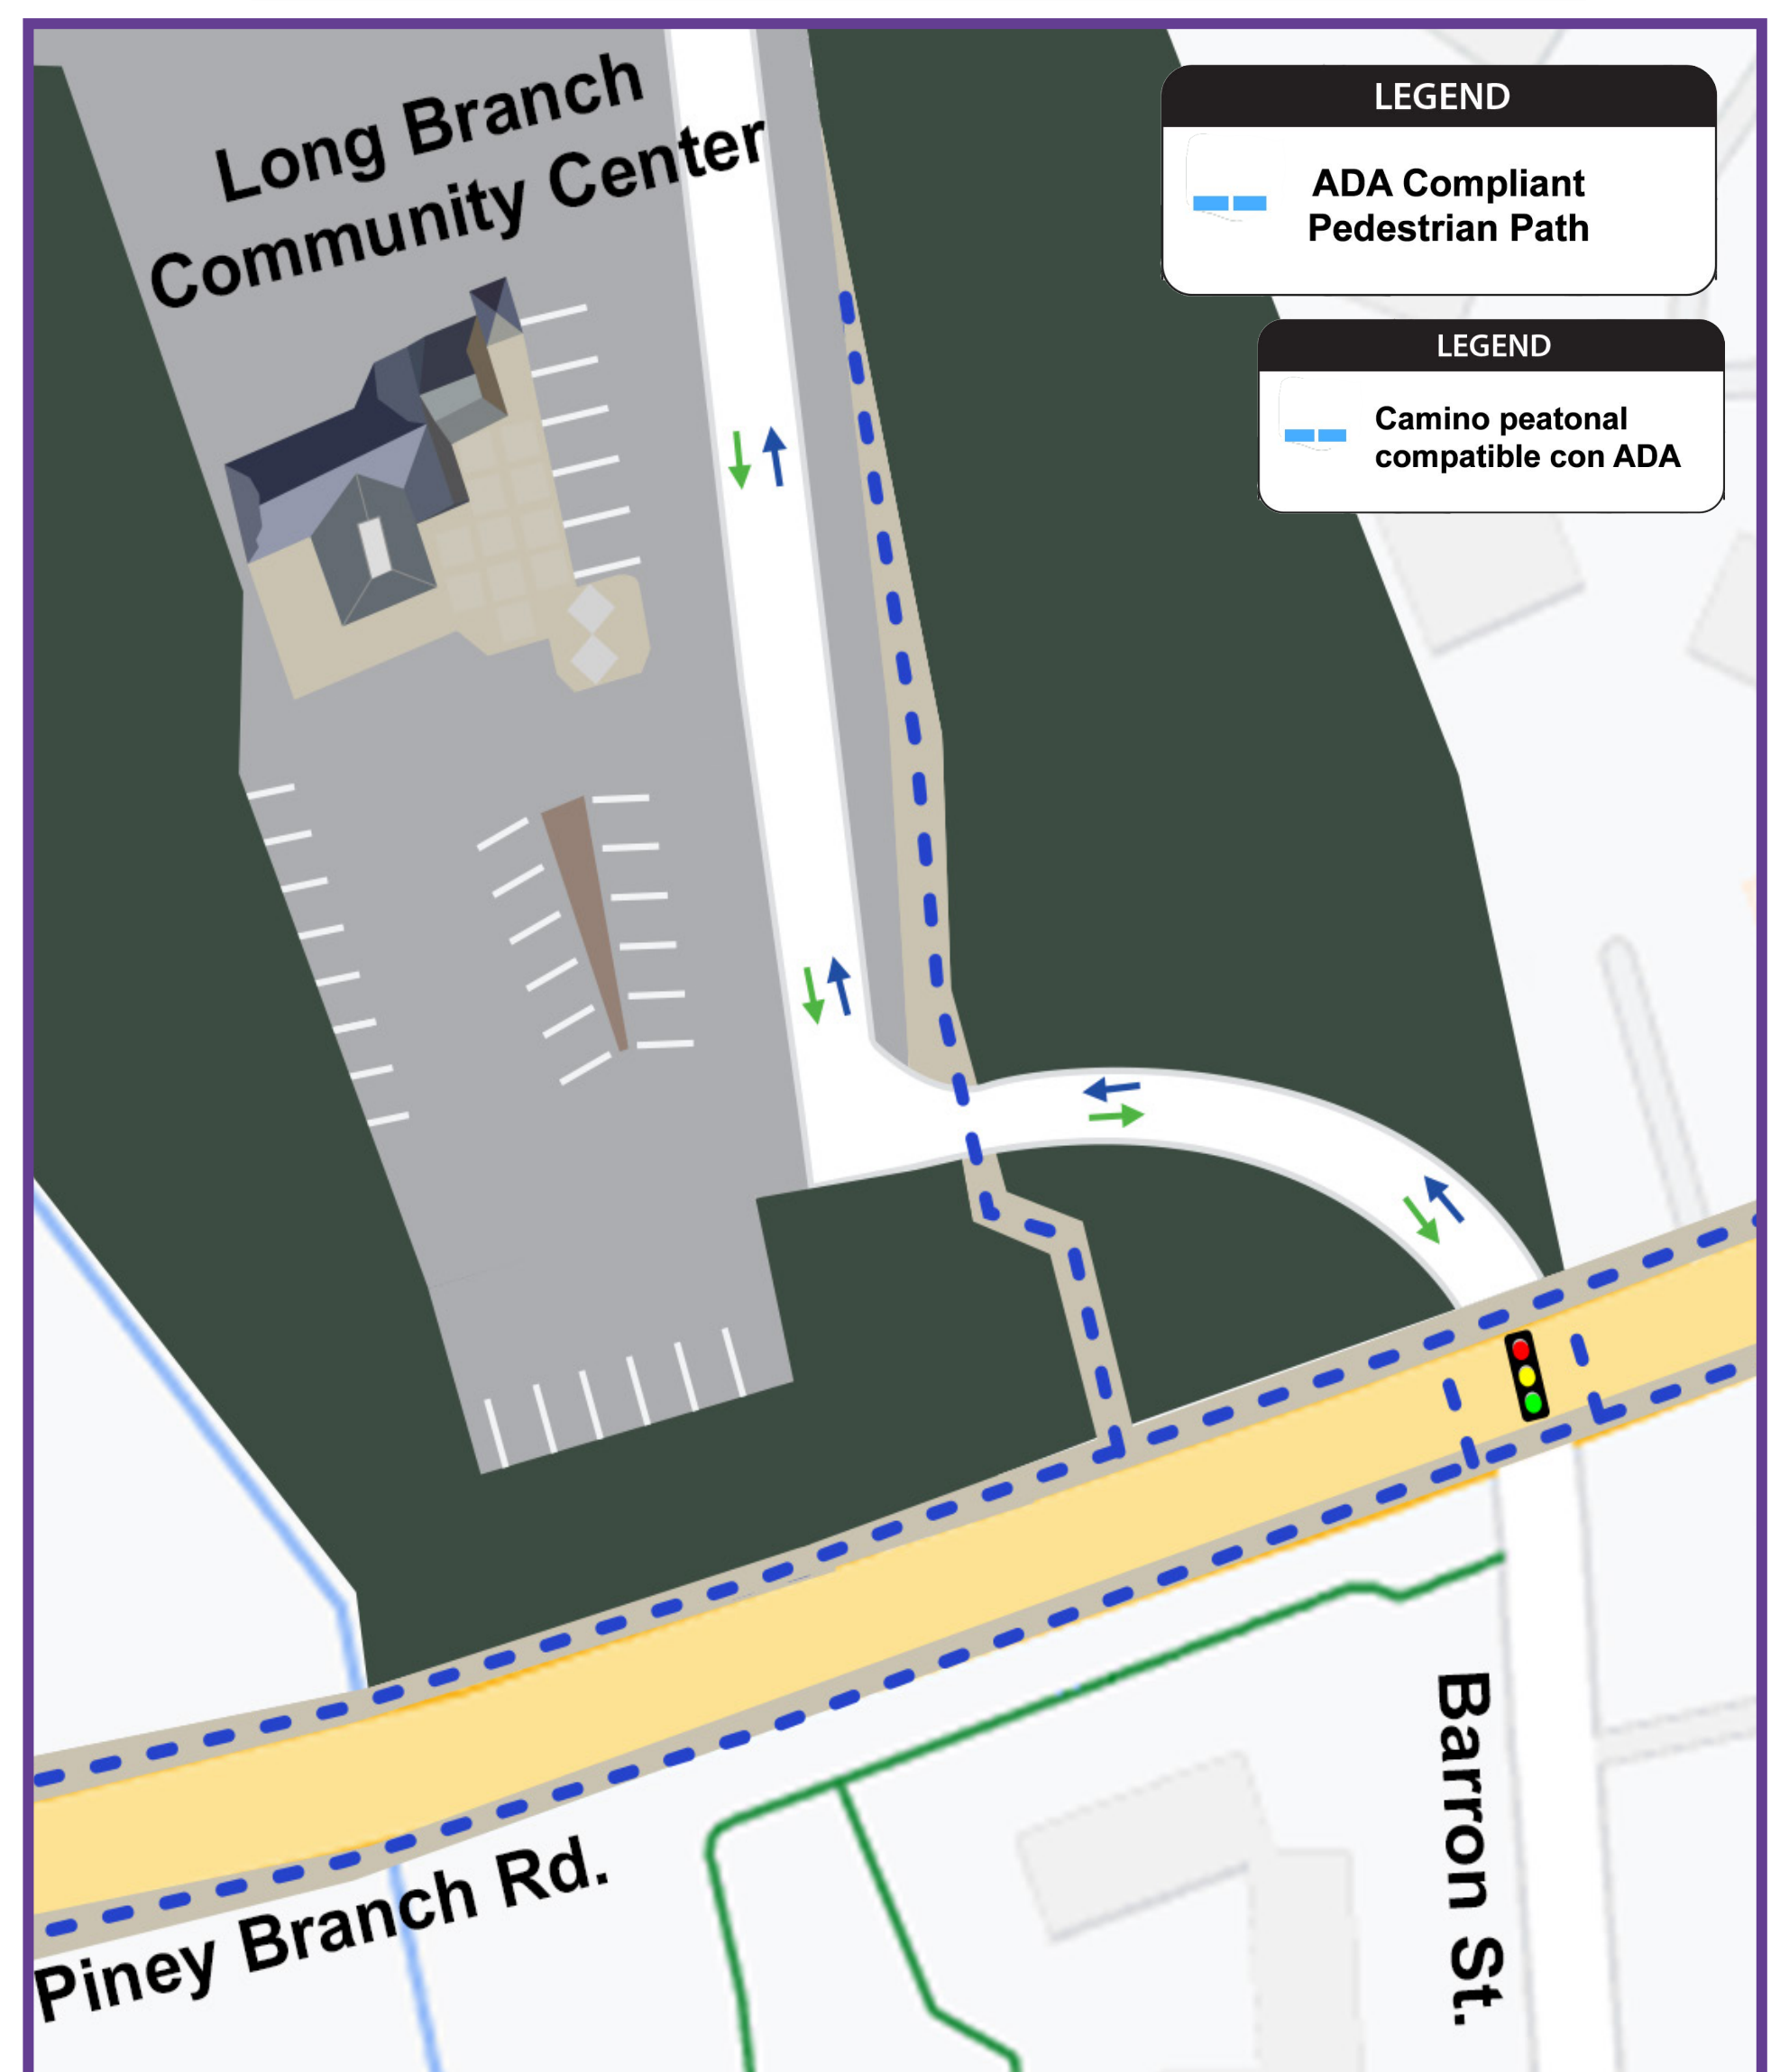 Long Branch
Community Center
LEGEND
ADA Compliant
Pedestrian Path
LEGEND
Camino peatonal
compatible con ADA
Piney Branch Rd.
Barron St.